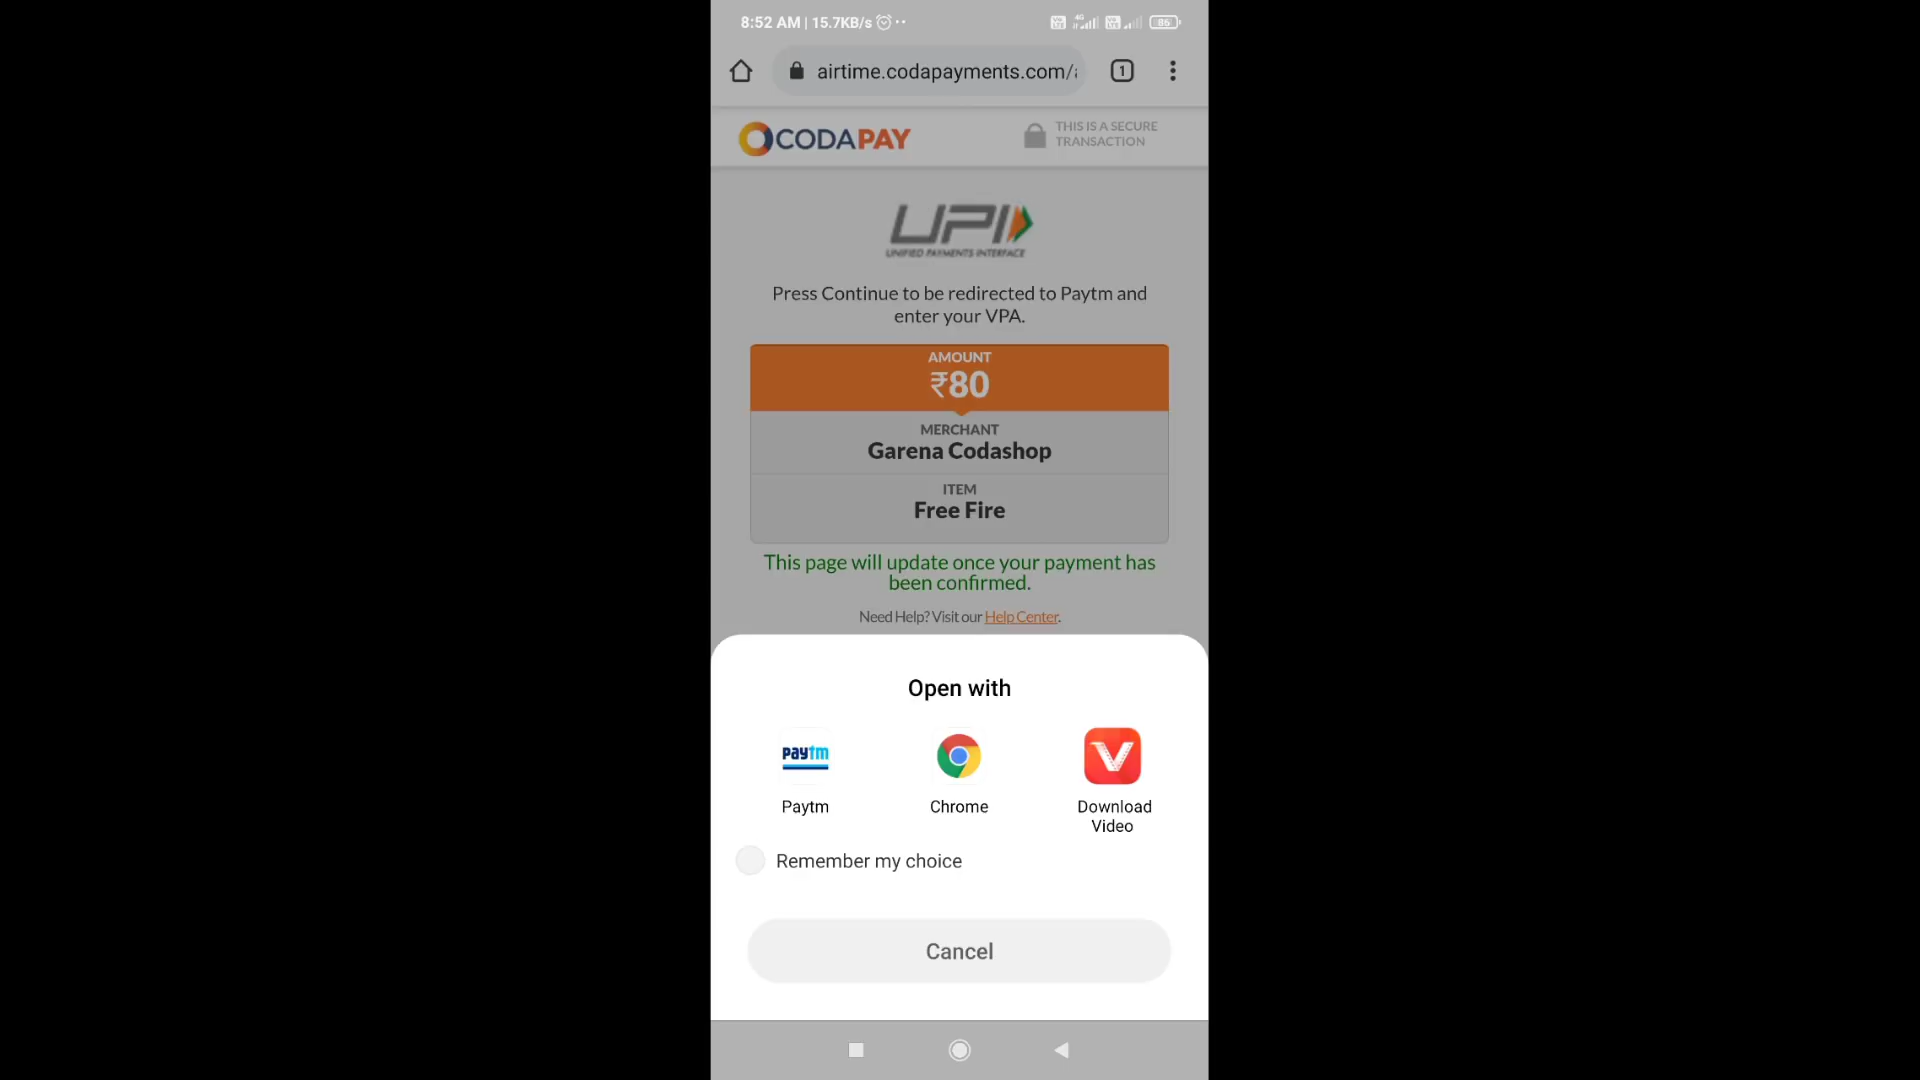 8:52 AM | 15.7KB/s
4G
85
airtime.codapayments.com/
1
CODAPAY
THIS IS A SECURE
TRANSACTION
UPI
UNIFIED PAYMENTS INTERFACE
Press Continue to be redirected to Paytm and
enter your VPA.
AMOUNT
₹80
MERCHANT
Garena Codashop
ITEM
Free Fire
This page will update once your payment has
been confirmed.
Need Help? Visit our Help Center.
Open with
paytm
Paytm
Chrome
Download
Video
Remember my choice
Cancel